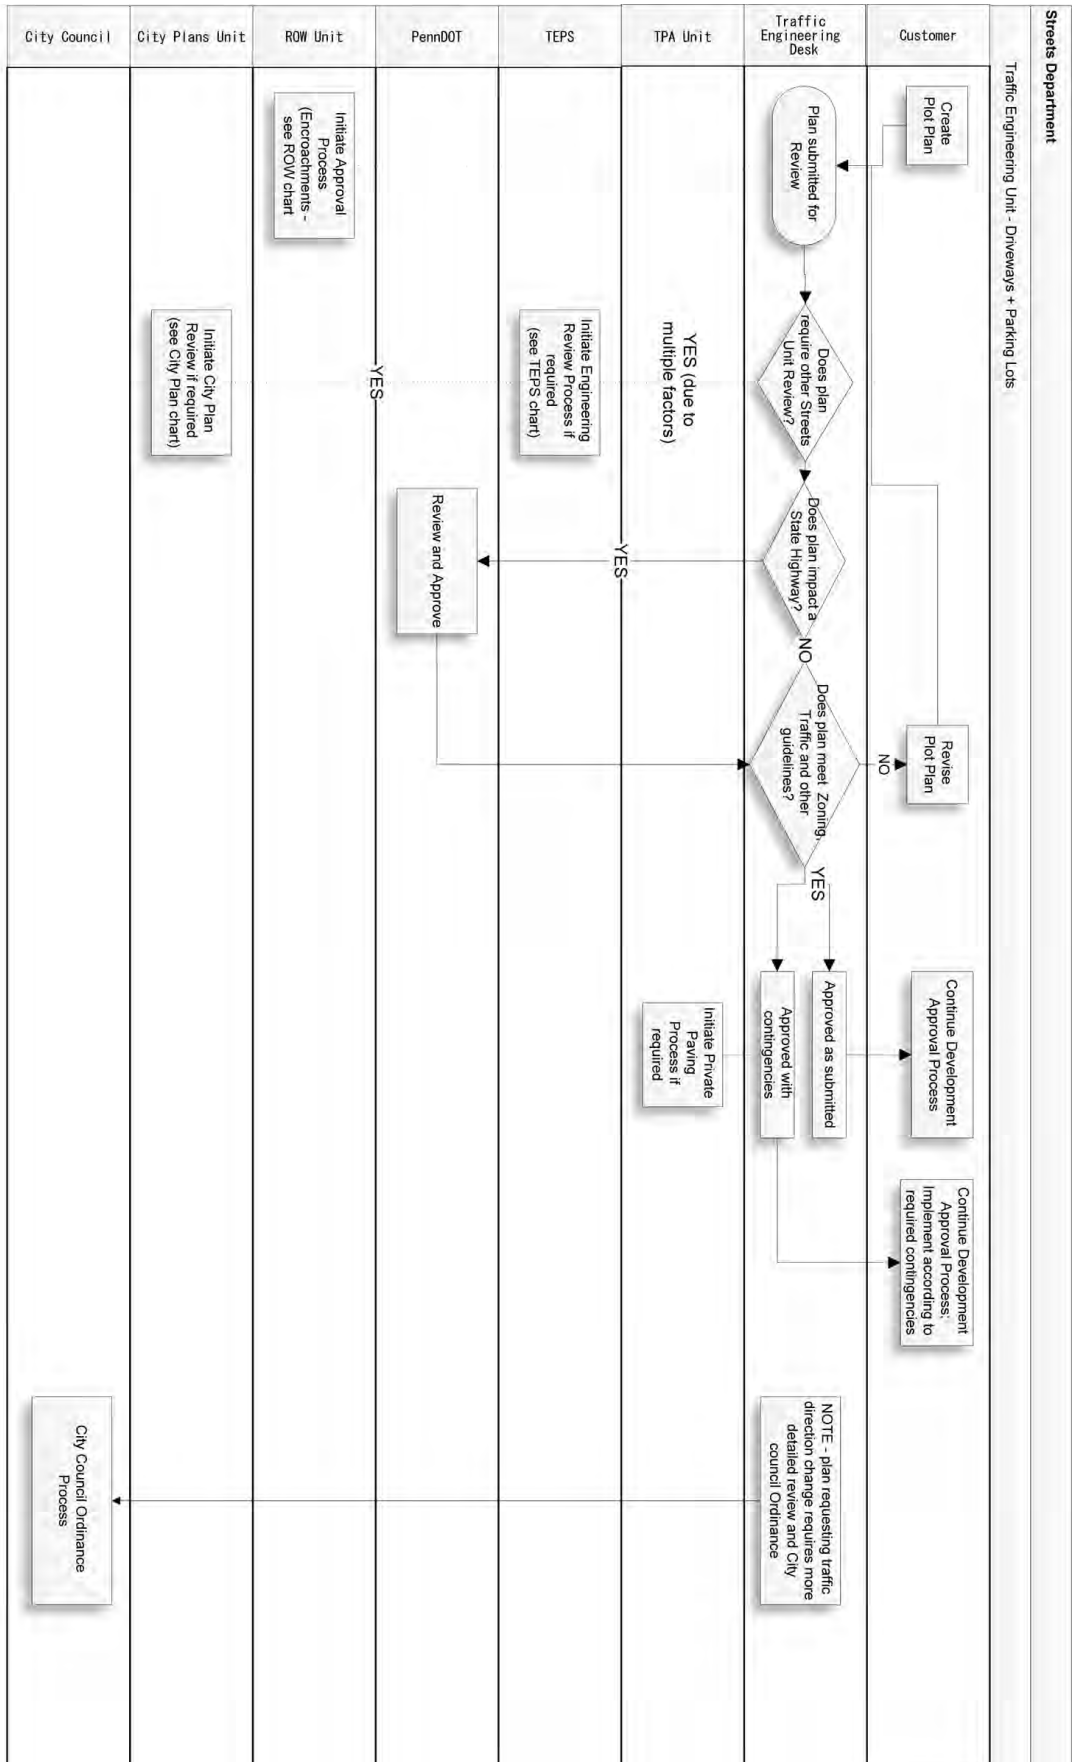 Streets Department
Traffic Engineering Unit - Driveways + Parking Lots
Customer
Create
Plot Plan
Revise
Plot Plan
NO
Continue Development
Approval Process
Continue Development
Approval Process;
Implement according to
required contingencies
Traffic
Engineering
Desk
Plan submitted for
Review
Does plan
require other Streets
Unit Review?
Does plan impact a
State Highway?
NO
Does plan meet Zoning,
Traffic and other
guidelines?
YES
Approved as submitted
Approved with
contingencies
NOTE - plan requesting traffic
direction change requires more
detailed review and City
council Ordinance
TPA Unit
YES (due to
multiple factors)
YES
Initiate Private
Paving
Process if
required
TEPS
Initiate Engineering
Review Process if
required
(see TEPS chart)
PennDOT
Review and Approve
YES
ROW Unit
Initiate Approval
Process
(Encroachments -
see ROW chart
City Plans Unit
Initiate City Plan
Review if required
(see City Plan chart)
City Council
City Council Ordinance
Process